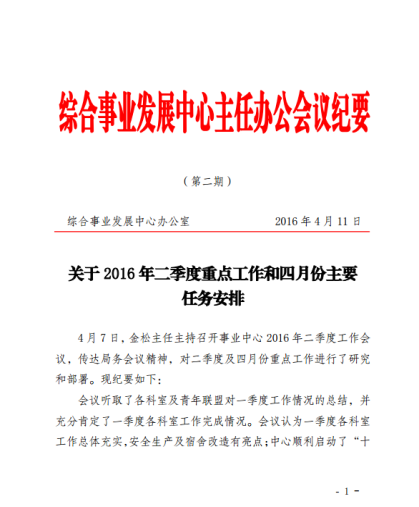 综合事业发展中心主任办公会议纪要
（第二期）
综合事业发展中心办公室 2016 年 4 月 11 日
关于 2016 年二季度重点工作和四月份主要
任务安排
4 月 7 日，金松主任主持召开事业中心 2016 年二季度工作会
议，传达局务会议精神，对二季度及四月份重点工作进行了研究
和部署。现纪要如下：
会议听取了各科室及青年联盟对一季度工作情况的总结，并
充分肯定了一季度各科室工作完成情况。会议认为一季度各科室
工作总体充实，安全生产及宿舍改造有亮点；中心顺利启动了“十
- 1 -